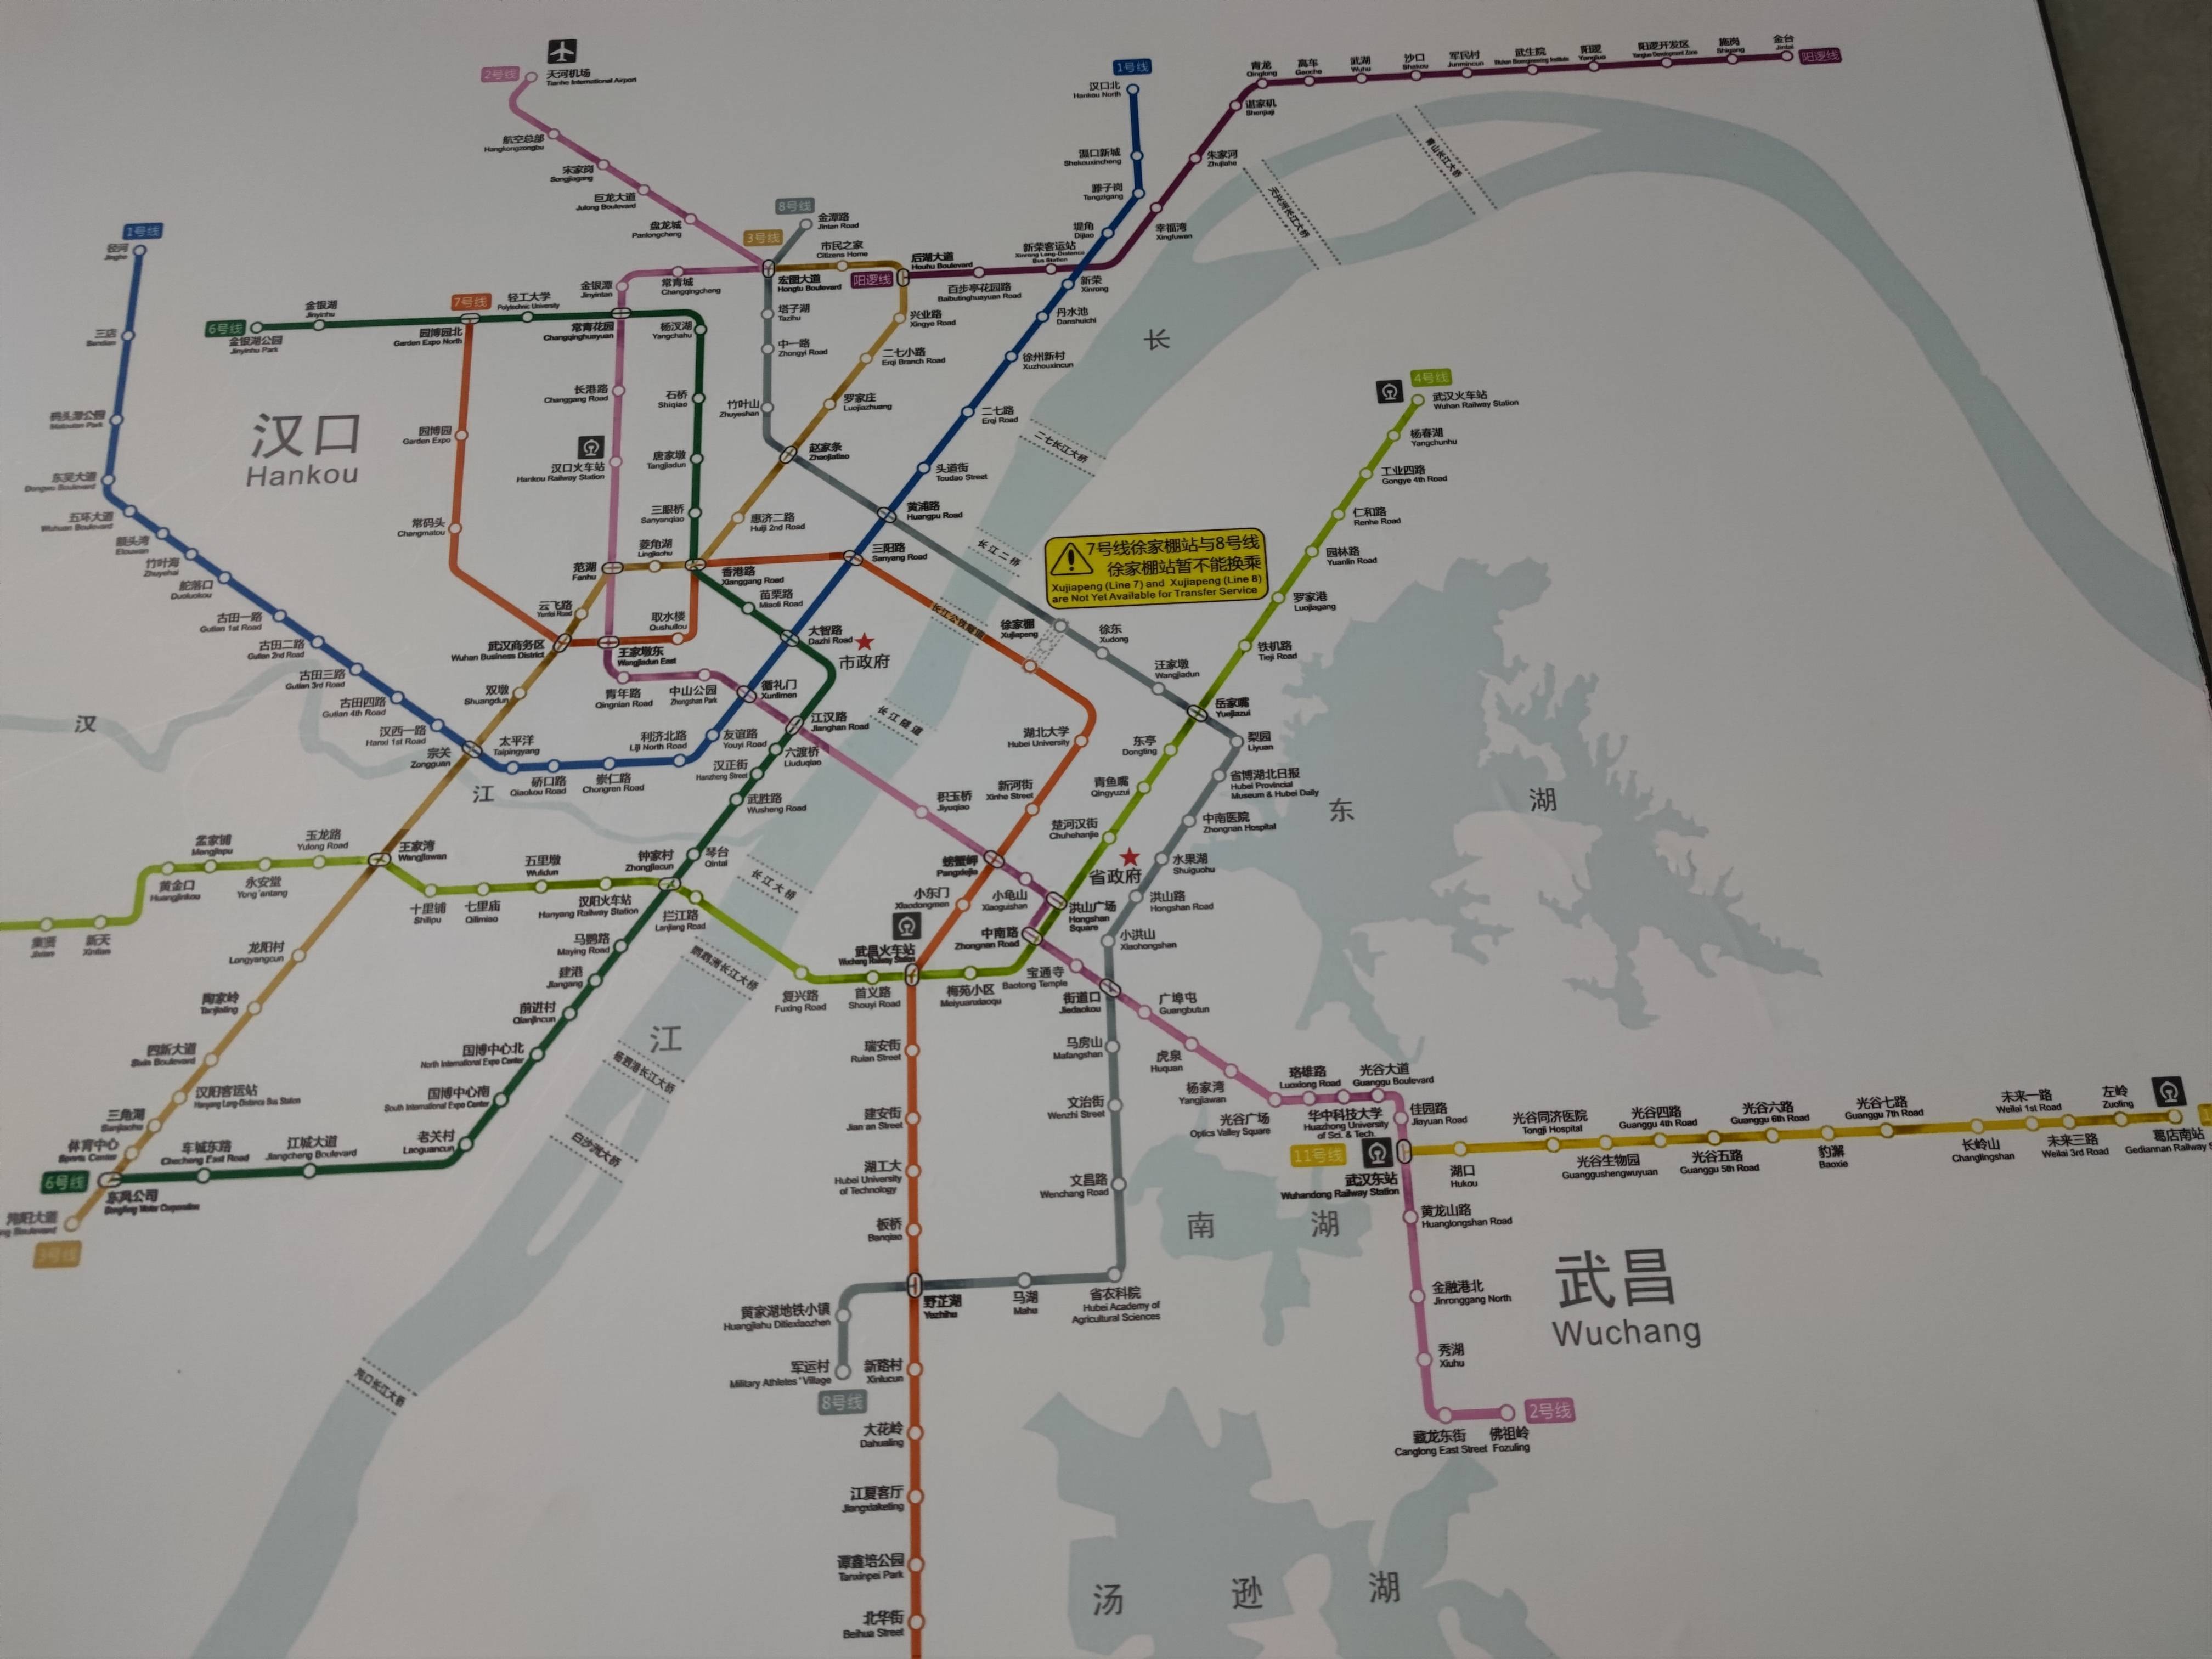 2号线
天河机场
Tianhe International Airport
航空总部
Hangkongzongbu
宋家岗
Songjiagang
巨龙大道
Julong Boulevard
盘龙城
Panlongcheng
8号线
金潭路
Jintan Road
3号线
市民之家
Citizens Home
宏图大道
Hongtu Boulevard
常青城
Changqingcheng
金银潭
Jinyintan
阳逻线
后湖大道
Houhu Boulevard
百步亭花园路
Baibutinghuayuan Road
新荣客运站
Xinrong Long-Distance
Bus Station
1号线
汉口北
Hankou North
滠口新城
Shekouxincheng
滕子岗
Tengzigang
堤角
Dijiao
新荣
Xinrong
丹水池
Danshuichi
徐州新村
Xuzhouxincun
二七路
Erqi Road
头道街
Toudao Street
黄浦路
Huangpu Road
三阳路
Sanyang Road
大智路
Dazhi Road
循礼门
Xunlimen
友谊路
Youyi Road
利济北路
Liji North Road
崇仁路
Chongren Road
硚口路
Qiaokou Road
太平洋
Taipingyang
宗关
Zongguan
汉西一路
Hanxi 1st Road
古田四路
Gutian 4th Road
古田三路
Gutian 3rd Road
古田二路
Gutian 2nd Road
古田一路
Gutian 1st Road
舵落口
Duoluokou
竹叶海
Zhuyehai
额头湾
Etouwan
五环大道
Wuhuan Boulevard
东吴大道
Dongwu Boulevard
码头潭公园
Matoutan Park
三店
Sandian
径河
Jinghe
1号线
幸福湾
Xingfuwan
朱家河
Zhujiahe
谌家矶
Shenjiaji
青龙
Qinglong
高车
Gaoche
武湖
Wuhu
沙口
Shakou
军民村
Junmincun
武生院
Wuhan Bioengineering Institute
阳逻
Yangluo
阳逻开发区
Yangluo Development Zone
施岗
Shigang
金台
Jintai
阳逻线
青山长江大桥
天兴洲长江大桥
二七长江大桥
长江二桥
长江公铁隧道
长江隧道
长江大桥
鹦鹉洲长江大桥
杨泗港长江大桥
白沙洲大桥
沌口长江大桥
长
江
汉
江
汉口
Hankou
6号线
金银湖公园
Jinyinhu Park
金银湖
Jinyinhu
7号线
园博园北
Garden Expo North
轻工大学
Polytechnic University
常青花园
Changqinghuayuan
杨汊湖
Yangchahu
石桥
Shiqiao
唐家墩
Tangjiadun
三眼桥
Sanyanqiao
香港路
Xianggang Road
苗栗路
Miaoli Road
江汉路
Jianghan Road
六渡桥
Liuduqiao
汉正街
Hanzheng Street
武胜路
Wusheng Road
琴台
Qintai
钟家村
Zhongjiacun
马鹦路
Maying Road
建港
Jiangang
前进村
Qianjincun
国博中心北
North International Expo Center
国博中心南
South International Expo Center
老关村
Laoguancun
江城大道
Jiangcheng Boulevard
车城东路
Checheng East Road
东风公司
Dongfeng Motor Corporation
6号线
长港路
Changgang Road
汉口火车站
Hankou Railway Station
范湖
Fanhu
菱角湖
Lingjiaohu
王家墩东
Wangjiadun East
青年路
Qingnian Road
中山公园
Zhongshan Park
塔子湖
Tazihu
中一路
Zhongyi Road
竹叶山
Zhuyeshan
赵家条
Zhaojiatiao
兴业路
Xingye Road
二七小路
Erqi Branch Road
罗家庄
Luojiazhuang
惠济二路
Huiji 2nd Road
云飞路
Yunfei Road
武汉商务区
Wuhan Business District
双墩
Shuangdun
王家湾
Wangjiawan
龙阳村
Longyangcun
陶家岭
Taojialing
四新大道
Sixin Boulevard
汉阳客运站
Hanyang Long-Distance Bus Station
三角湖
Sanjiaohu
体育中心
Sports Center
沌阳大道
3号线
园博园
Garden Expo
常码头
Changmatou
取水楼
Qushuilou
市政府
7号线徐家棚站与8号线
徐家棚站暂不能换乘
Xujiapeng (Line 7) and Xujiapeng (Line 8)
are Not Yet Available for Transfer Service
徐家棚
Xujiapeng
徐东
Xudong
汪家墩
Wangjiadun
岳家嘴
Yuejiazui
梨园
Liyuan
省博湖北日报
Hubei Provincial
Museum & Hubei Daily
中南医院
Zhongnan Hospital
水果湖
Shuiguohu
洪山路
Hongshan Road
小洪山
Xiaohongshan
街道口
Jiedaokou
马房山
Mafangshan
文治街
Wenzhi Street
文昌路
Wenchang Road
省农科院
Hubei Academy of
Agricultural Sciences
马湖
Mahu
野芷湖
Yezhihu
黄家湖地铁小镇
Huangjiahu Ditiexiaozhen
军运村
Military Athletes' Village
8号线
4号线
武汉火车站
Wuhan Railway Station
杨春湖
Yangchunhu
工业四路
Gongye 4th Road
仁和路
Renhe Road
园林路
Yuanlin Road
罗家港
Luojiagang
铁机路
Tieji Road
东亭
Dongting
青鱼嘴
Qingyuzui
楚河汉街
Chuhehanjie
省政府
洪山广场
Hongshan
Square
中南路
Zhongnan Road
梅苑小区
Meiyuanxiaoqu
武昌火车站
Wuchang Railway Station
首义路
Shouyi Road
复兴路
Fuxing Road
拦江路
Lanjiang Road
汉阳火车站
Hanyang Railway Station
五里墩
Wulidun
七里庙
Qilimiao
十里铺
Shilipu
玉龙路
Yulong Road
永安堂
Yong'antang
孟家铺
Mengjiapu
黄金口
Huangjinkou
新天
Xintian
集贤
Jixian
湖北大学
Hubei University
新河街
Xinhe Street
螃蟹岬
Pangxiejia
小东门
Xiaodongmen
积玉桥
Jiyuqiao
小龟山
Xiaoguishan
宝通寺
Baotong Temple
广埠屯
Guangbutun
虎泉
Huquan
杨家湾
Yangjiawan
光谷广场
Optics Valley Square
珞雄路
Luoxiong Road
华中科技大学
Huazhong University
of Sci. & Tech.
光谷大道
Guanggu Boulevard
佳园路
Jiayuan Road
11号线
武汉东站
Wuhandong Railway Station
湖口
Hukou
光谷同济医院
Tongji Hospital
光谷生物园
Guanggushengwuyuan
光谷四路
Guanggu 4th Road
光谷五路
Guanggu 5th Road
光谷六路
Guanggu 6th Road
豹澥
Baoxie
光谷七路
Guanggu 7th Road
长岭山
Changlingshan
未来一路
Weilai 1st Road
未来三路
Weilai 3rd Road
左岭
Zuoling
葛店南站
Gediannan Railway
黄龙山路
Huanglongshan Road
金融港北
Jinronggang North
秀湖
Xiuhu
藏龙东街
Canglong East Street
佛祖岭
Fozuling
2号线
瑞安街
Ruian Street
建安街
Jian'an Street
湖工大
Hubei University
of Technology
板桥
Banqiao
新路村
Xinlucun
大花岭
Dahualing
江夏客厅
Jiangxiaketing
谭鑫培公园
Tanxinpei Park
北华街
Beihua Street
东
湖
南
湖
武昌
Wuchang
汤
逊
湖